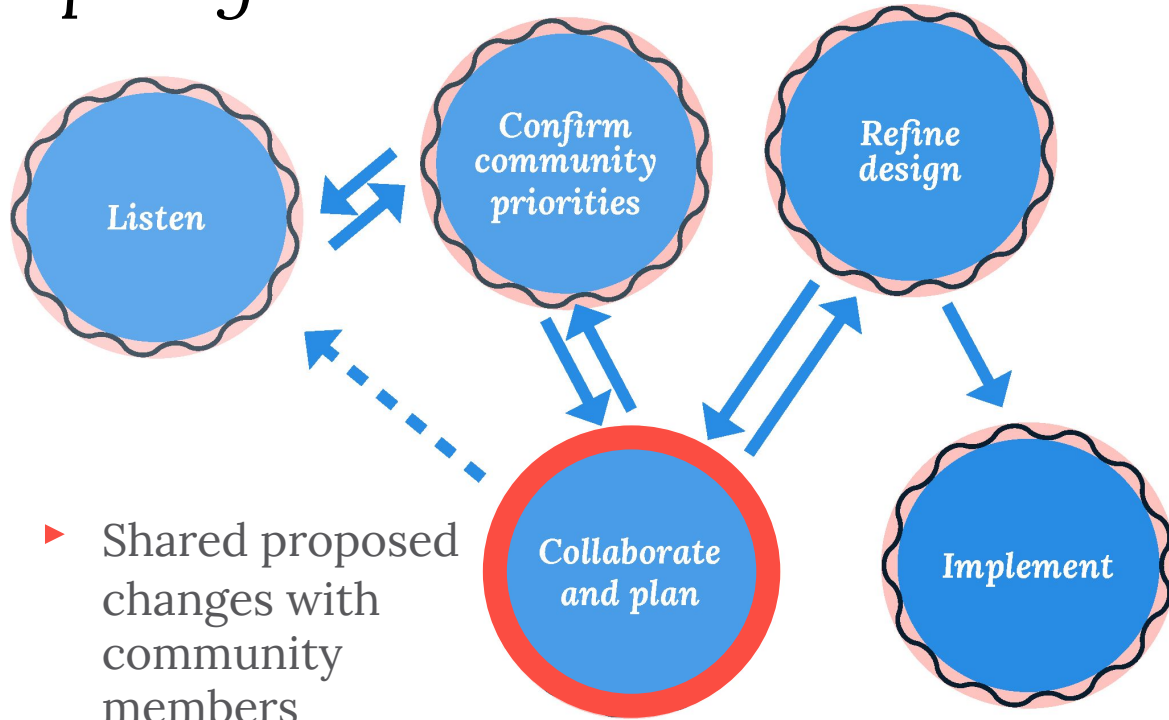 Listen
Confirm
community
priorities
Refine
design
Collaborate
and plan
Implement
► Shared proposed
changes with
community
members